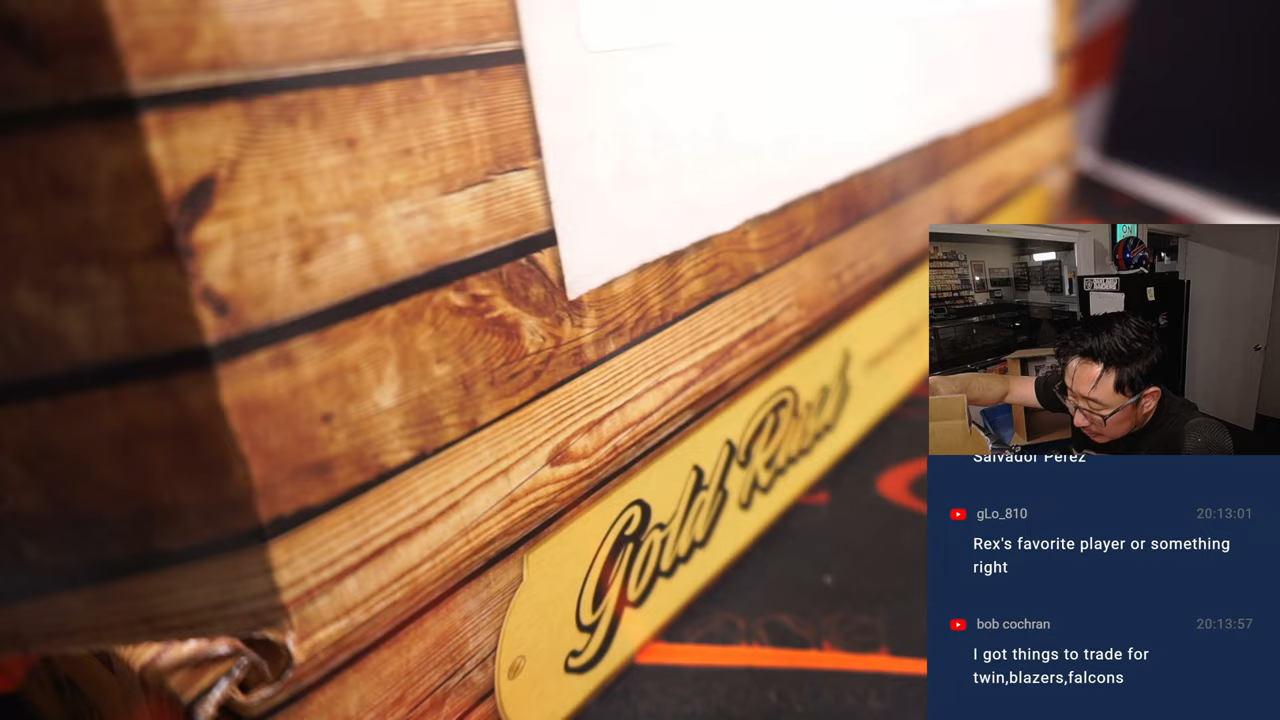 Gold Rush
ON
Salvador Perez
gLo_810 20:13:01
Rex's favorite player or something
right
bob cochran 20:13:57
I got things to trade for
twin,blazers,falcons